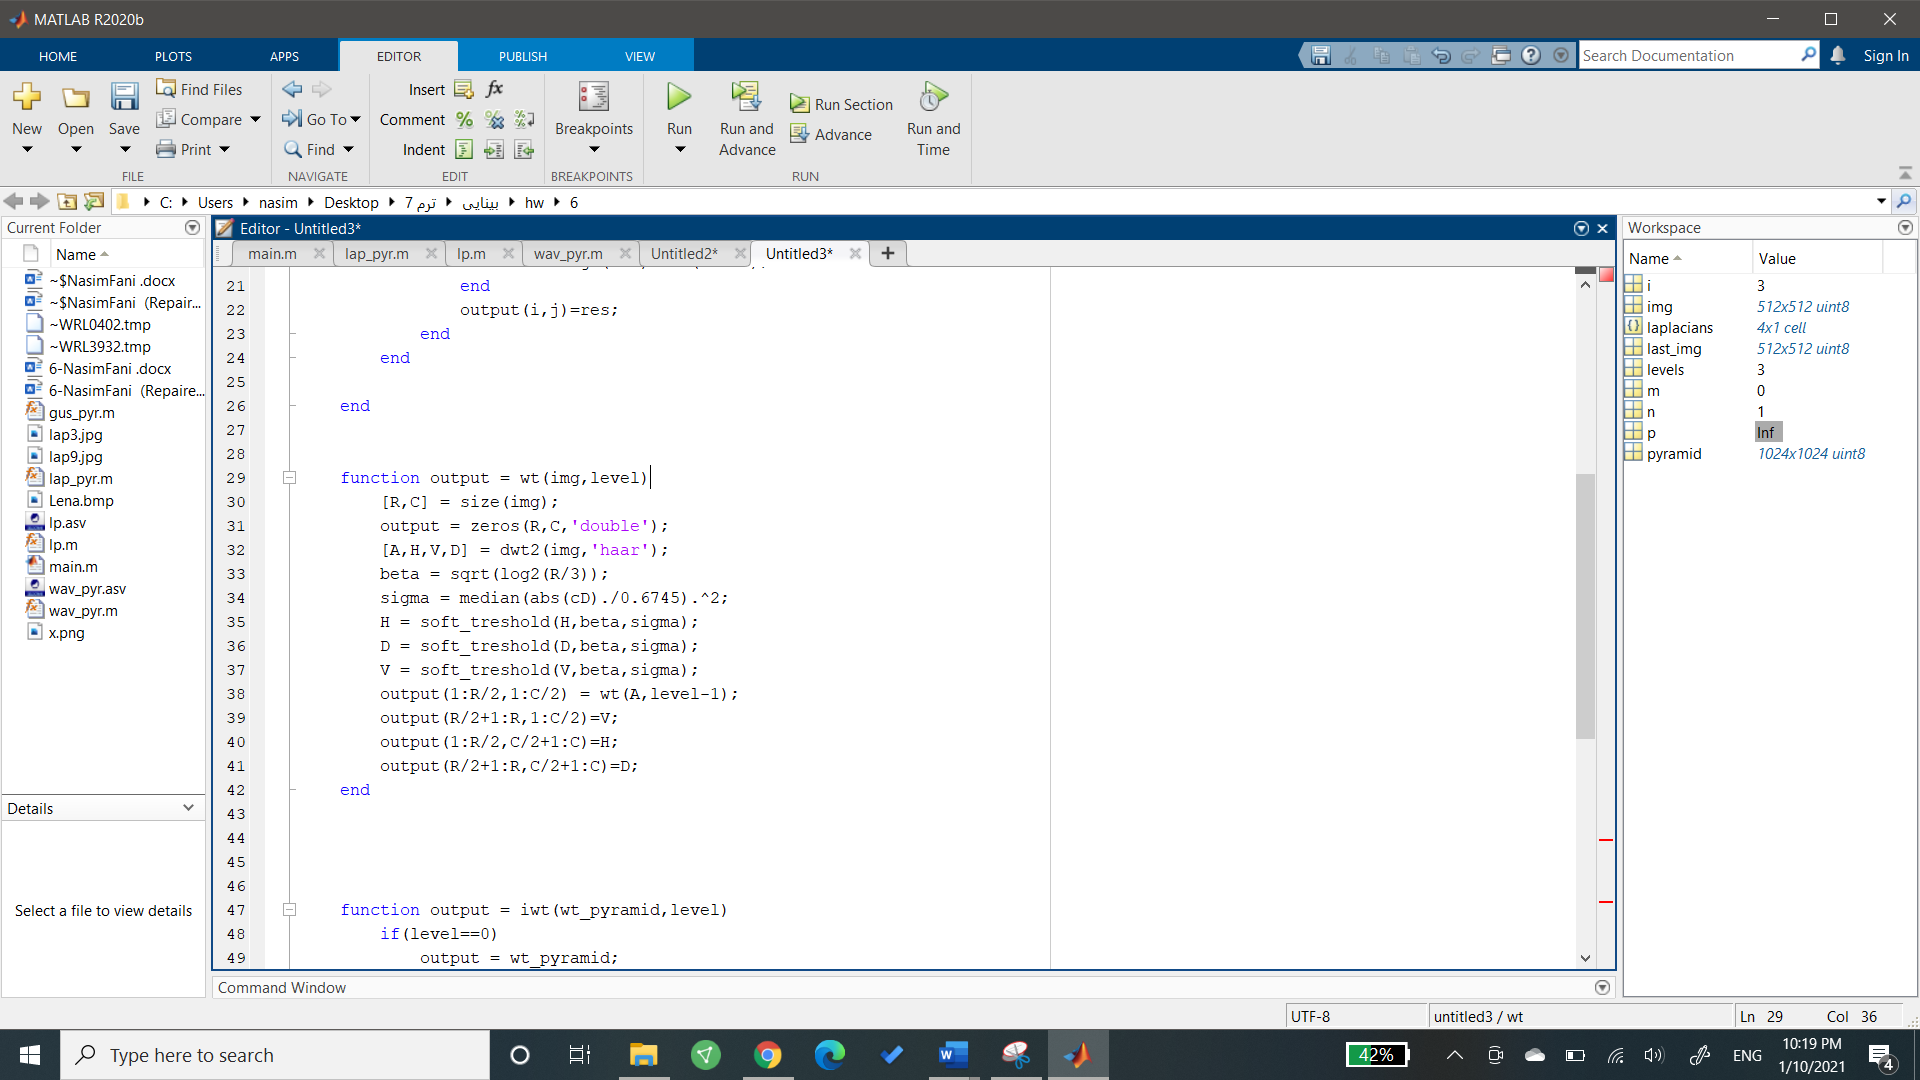 MATLAB R2020b
HOME PLOTS APPS EDITOR PUBLISH VIEW
Search Documentation
Sign In
New
Open
Save
Find Files
Compare
Print
FILE
Go To
Find
NAVIGATE
Insert
Comment
Indent
EDIT
Breakpoints
BREAKPOINTS
Run
Run and Advance
Run Section
Advance
Run and Time
RUN
C: Users nasim Desktop ترم 7 بینایی hw 6
Current Folder
Name
~$NasimFani .docx
~$NasimFani (Repair...
~WRL0402.tmp
~WRL3932.tmp
6-NasimFani .docx
6-NasimFani (Repaire...
gus_pyr.m
lap3.jpg
lap9.jpg
lap_pyr.m
Lena.bmp
lp.asv
lp.m
main.m
wav_pyr.asv
wav_pyr.m
x.png
Details
Select a file to view details
Editor - Untitled3*
main.m lap_pyr.m lp.m wav_pyr.m Untitled2* Untitled3*
21 end
22 output(i,j)=res;
23 end
24 end
25
26 end
27
28
29 function output = wt(img,level)
30 [R,C] = size(img);
31 output = zeros(R,C,'double');
32 [A,H,V,D] = dwt2(img,'haar');
33 beta = sqrt(log2(R/3));
34 sigma = median(abs(cD)./0.6745).^2;
35 H = soft_treshold(H,beta,sigma);
36 D = soft_treshold(D,beta,sigma);
37 V = soft_treshold(V,beta,sigma);
38 output(1:R/2,1:C/2) = wt(A,level-1);
39 output(R/2+1:R,1:C/2)=V;
40 output(1:R/2,C/2+1:C)=H;
41 output(R/2+1:R,C/2+1:C)=D;
42 end
43
44
45
46
47 function output = iwt(wt_pyramid,level)
48 if(level==0)
49 output = wt_pyramid;
Command Window
Workspace
Name Value
i 3
img 512x512 uint8
laplacians 4x1 cell
last_img 512x512 uint8
levels 3
m 0
n 1
p Inf
pyramid 1024x1024 uint8
UTF-8
untitled3 / wt
Ln 29 Col 36
Type here to search
42%
ENG
10:19 PM
1/10/2021
4